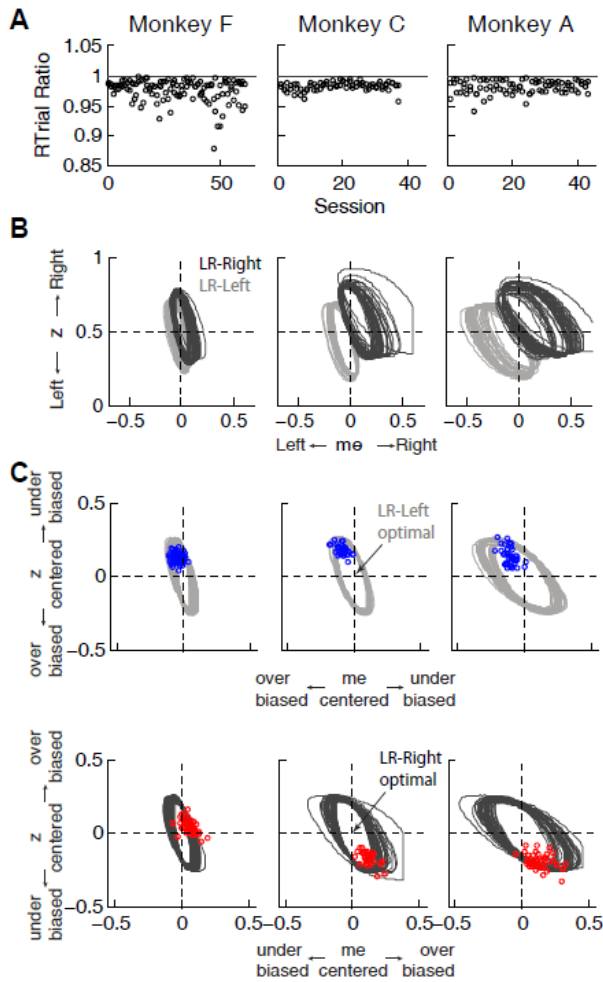 A
Monkey F Monkey C Monkey A
RTrial Ratio
1.05
1
0.95
0.9
0.85
0 50 0 20 40 0 20 40
Session
B
Left ← z → Right
1
0.5
0
LR-Right
LR-Left
−0.5 0 0.5 −0.5 0 0.5 −0.5 0 0.5
Left ← me → Right
C
over biased ← z centered → under biased
0.5
0
−0.5
LR-Left
optimal
over ← me → under
biased centered biased
under biased ← z centered → over biased
0.5
0
−0.5
LR-Right
optimal
−0.5 0 0.5 −0.5 0 0.5 −0.5 0 0.5
under ← me → over
biased centered biased